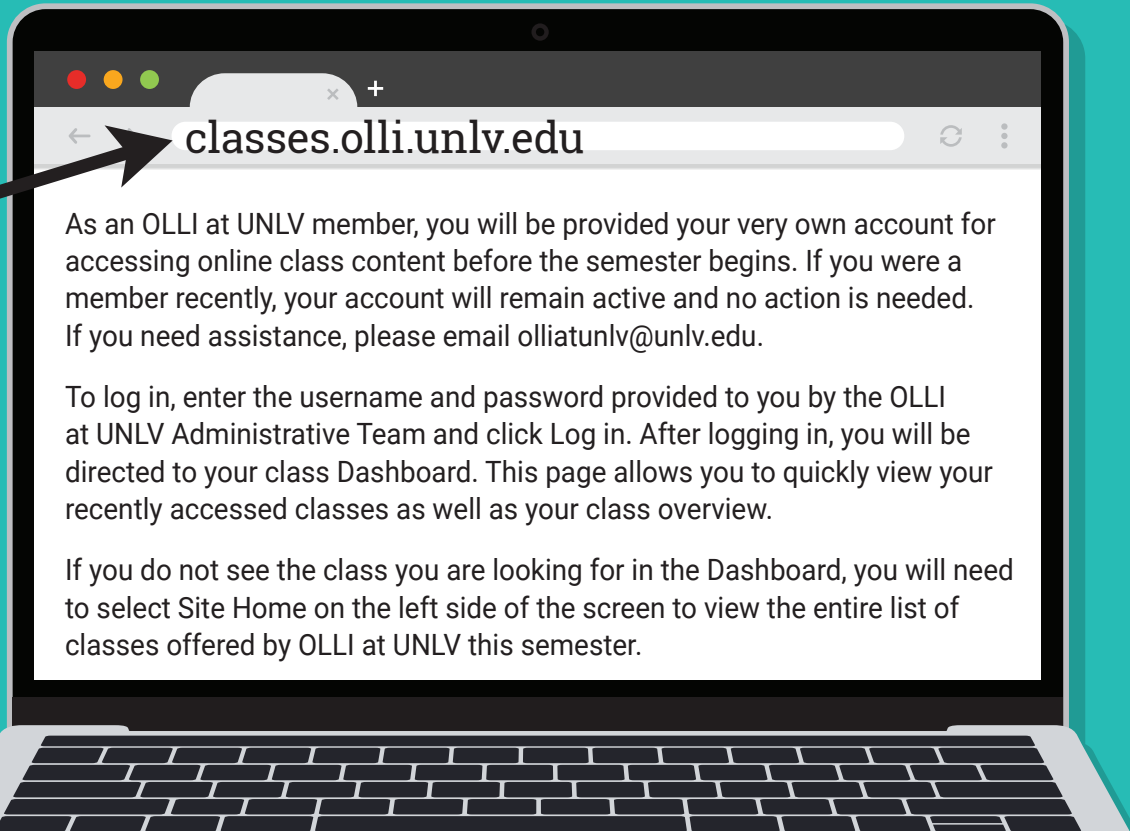 classes.olli.unlv.edu
As an OLLI at UNLV member, you will be provided your very own account for
accessing online class content before the semester begins. If you were a
member recently, your account will remain active and no action is needed.
If you need assistance, please email olliatunlv@unlv.edu.
To log in, enter the username and password provided to you by the OLLI
at UNLV Administrative Team and click Log in. After logging in, you will be
directed to your class Dashboard. This page allows you to quickly view your
recently accessed classes as well as your class overview.
If you do not see the class you are looking for in the Dashboard, you will need
to select Site Home on the left side of the screen to view the entire list of
classes offered by OLLI at UNLV this semester.